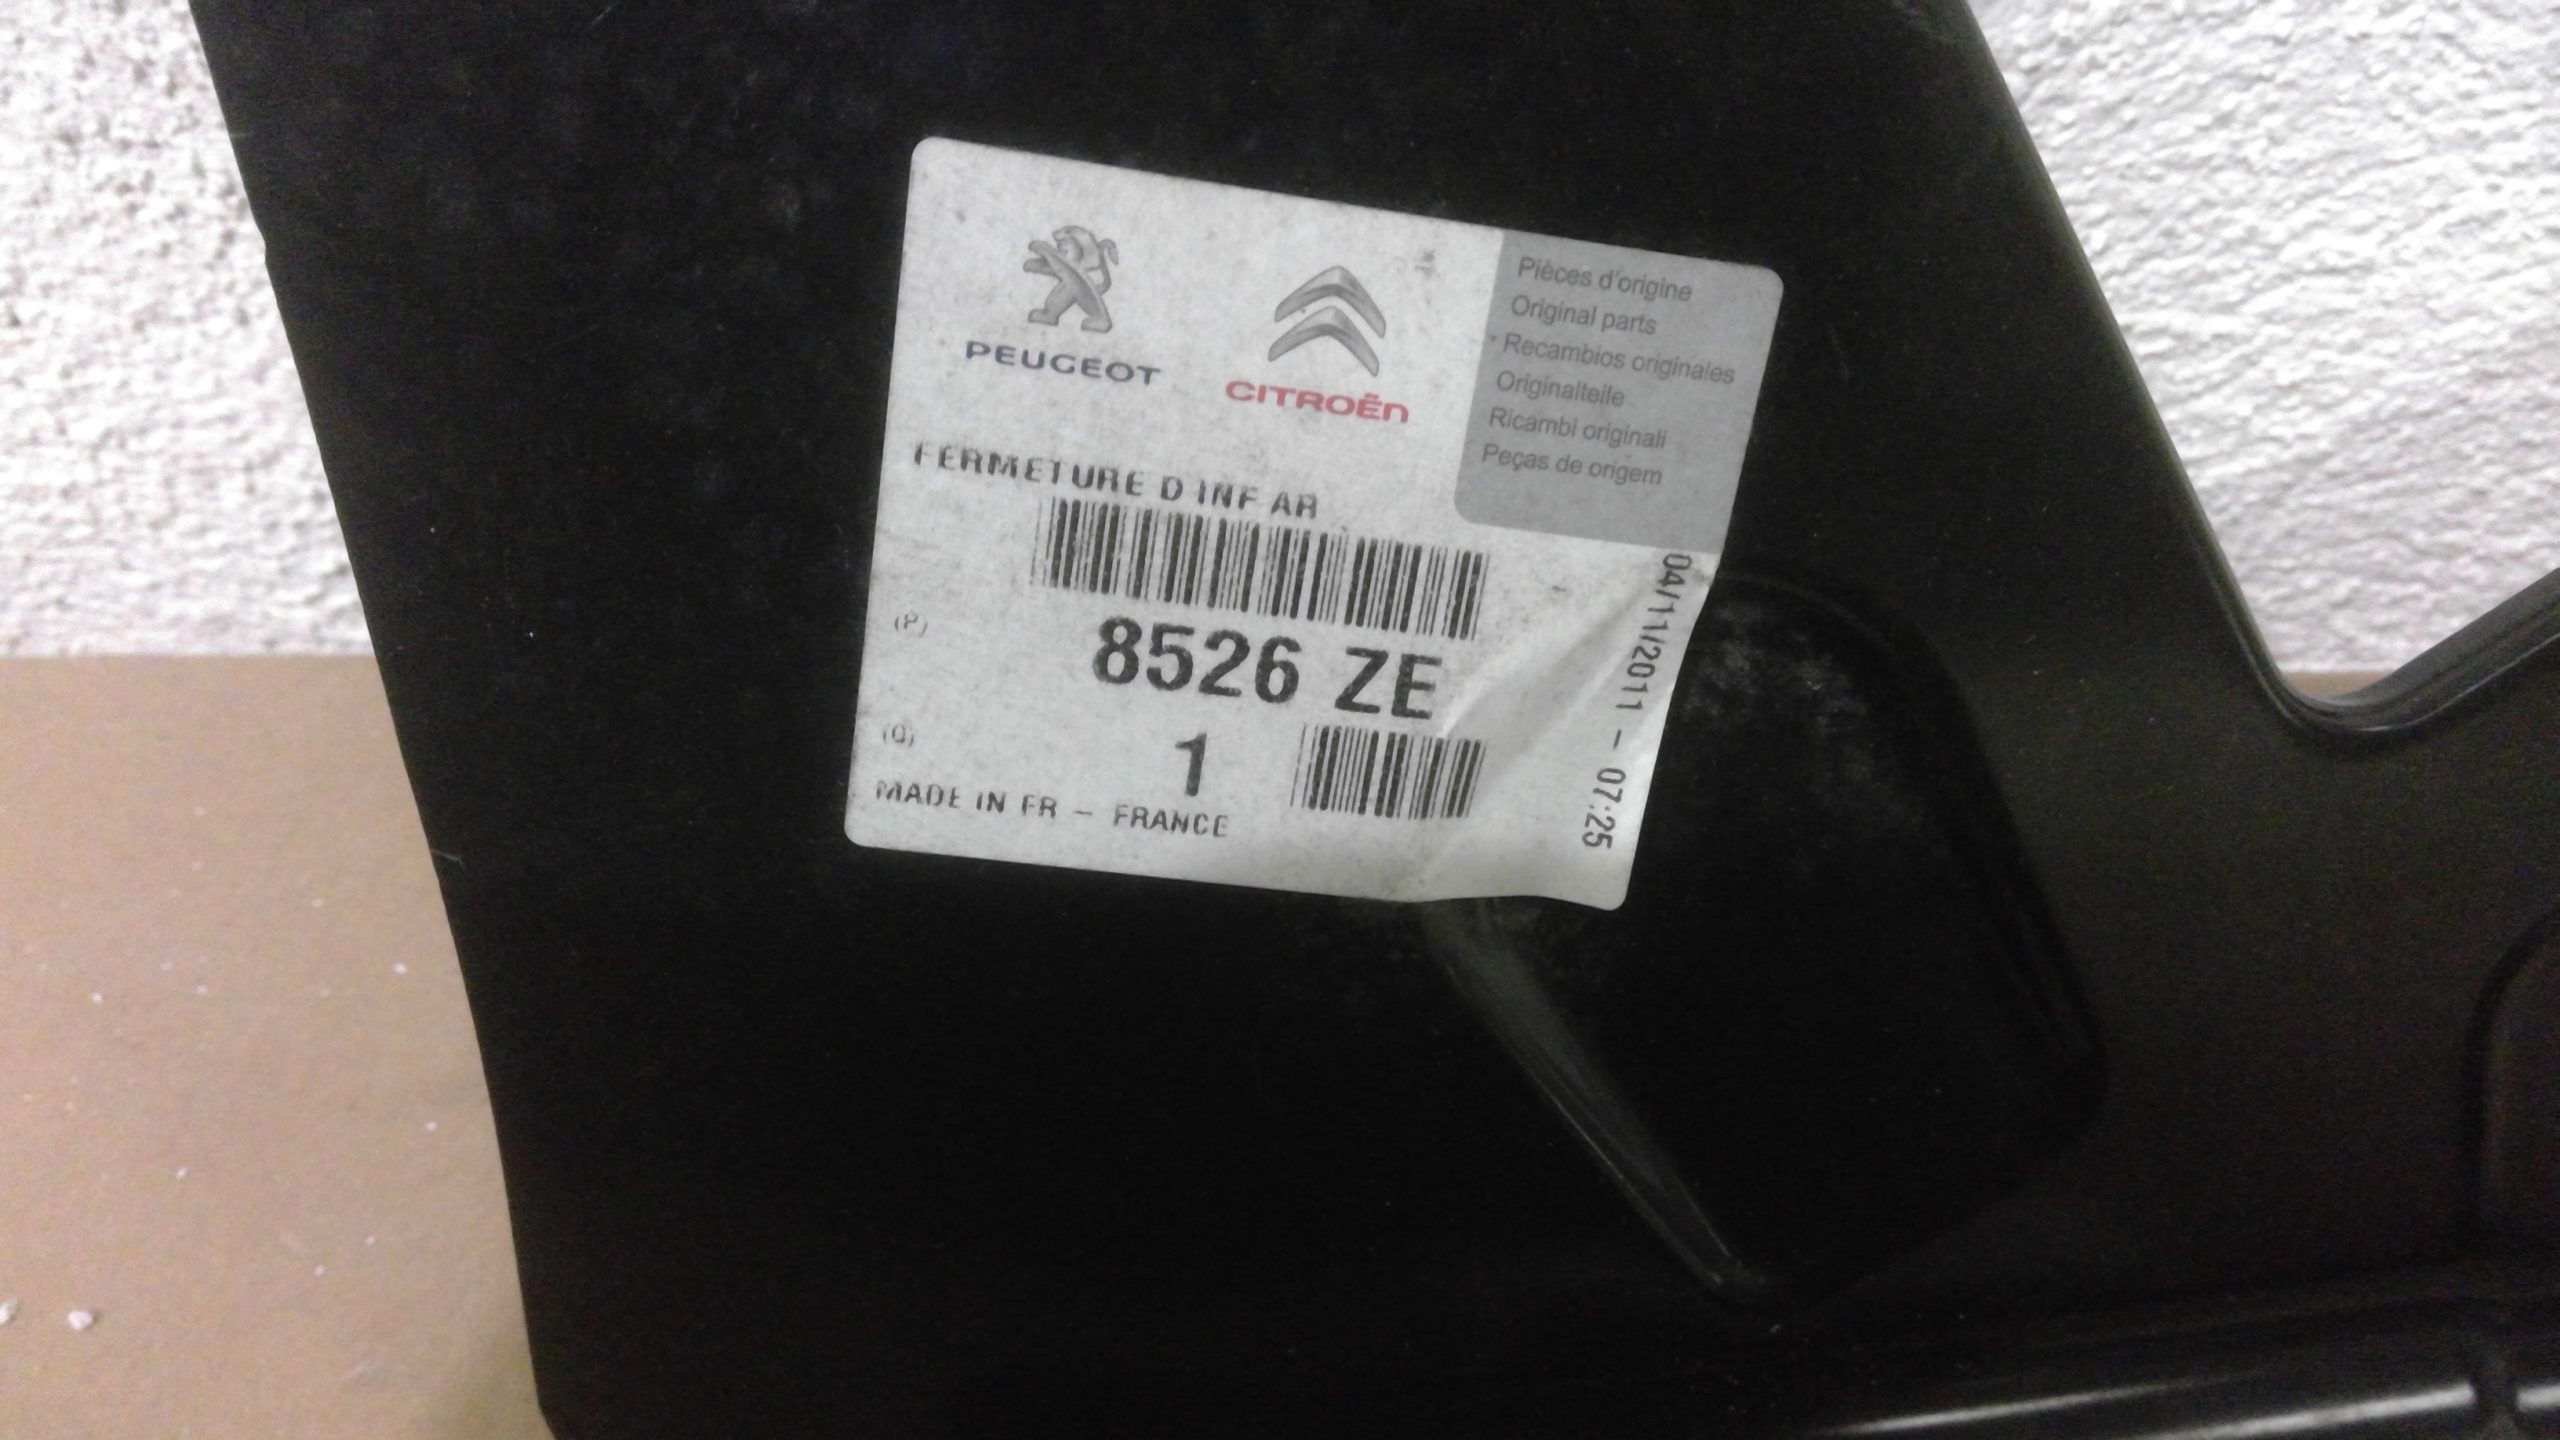 PEUGEOT
CITROËN
Pièces d'origine
Original parts
Recambios originales
Originalteile
Ricambi originali
Peças de origem
FERMETURE D INF AR
(P)
8526 ZE
(Q)
1
MADE IN FR - FRANCE
04/11/2011 - 07:25